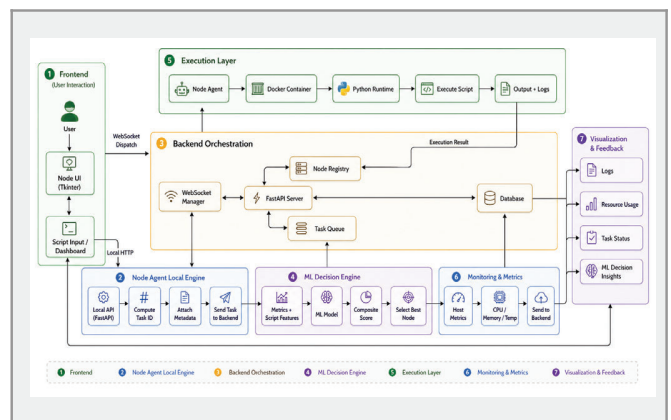 5 Execution Layer
Node Agent
Docker Container
Python Runtime
Execute Script
Output + Logs
1 Frontend
(User Interaction)
User
Node UI
(Tkinter)
Script Input /
Dashboard
WebSocket
Dispatch
Local HTTP
3 Backend Orchestration
Execution Result
Node Registry
WebSocket
Manager
FastAPI Server
Database
Task Queue
7 Visualization
& Feedback
Logs
Resource Usage
Task Status
ML Decision
Insights
2 Node Agent Local Engine
Local API
(FastAPI)
Compute
Task ID
Attach
Metadata
Send Task
to Backend
4 ML Decision Engine
Metrics +
Script Features
ML Model
Composite
Score
Select Best
Node
6 Monitoring & Metrics
Host
Metrics
CPU /
Memory / Temp
Send to
Backend
1 Frontend
2 Node Agent Local Engine
3 Backend Orchestration
4 ML Decision Engine
5 Execution Layer
6 Monitoring & Metrics
7 Visualization & Feedback